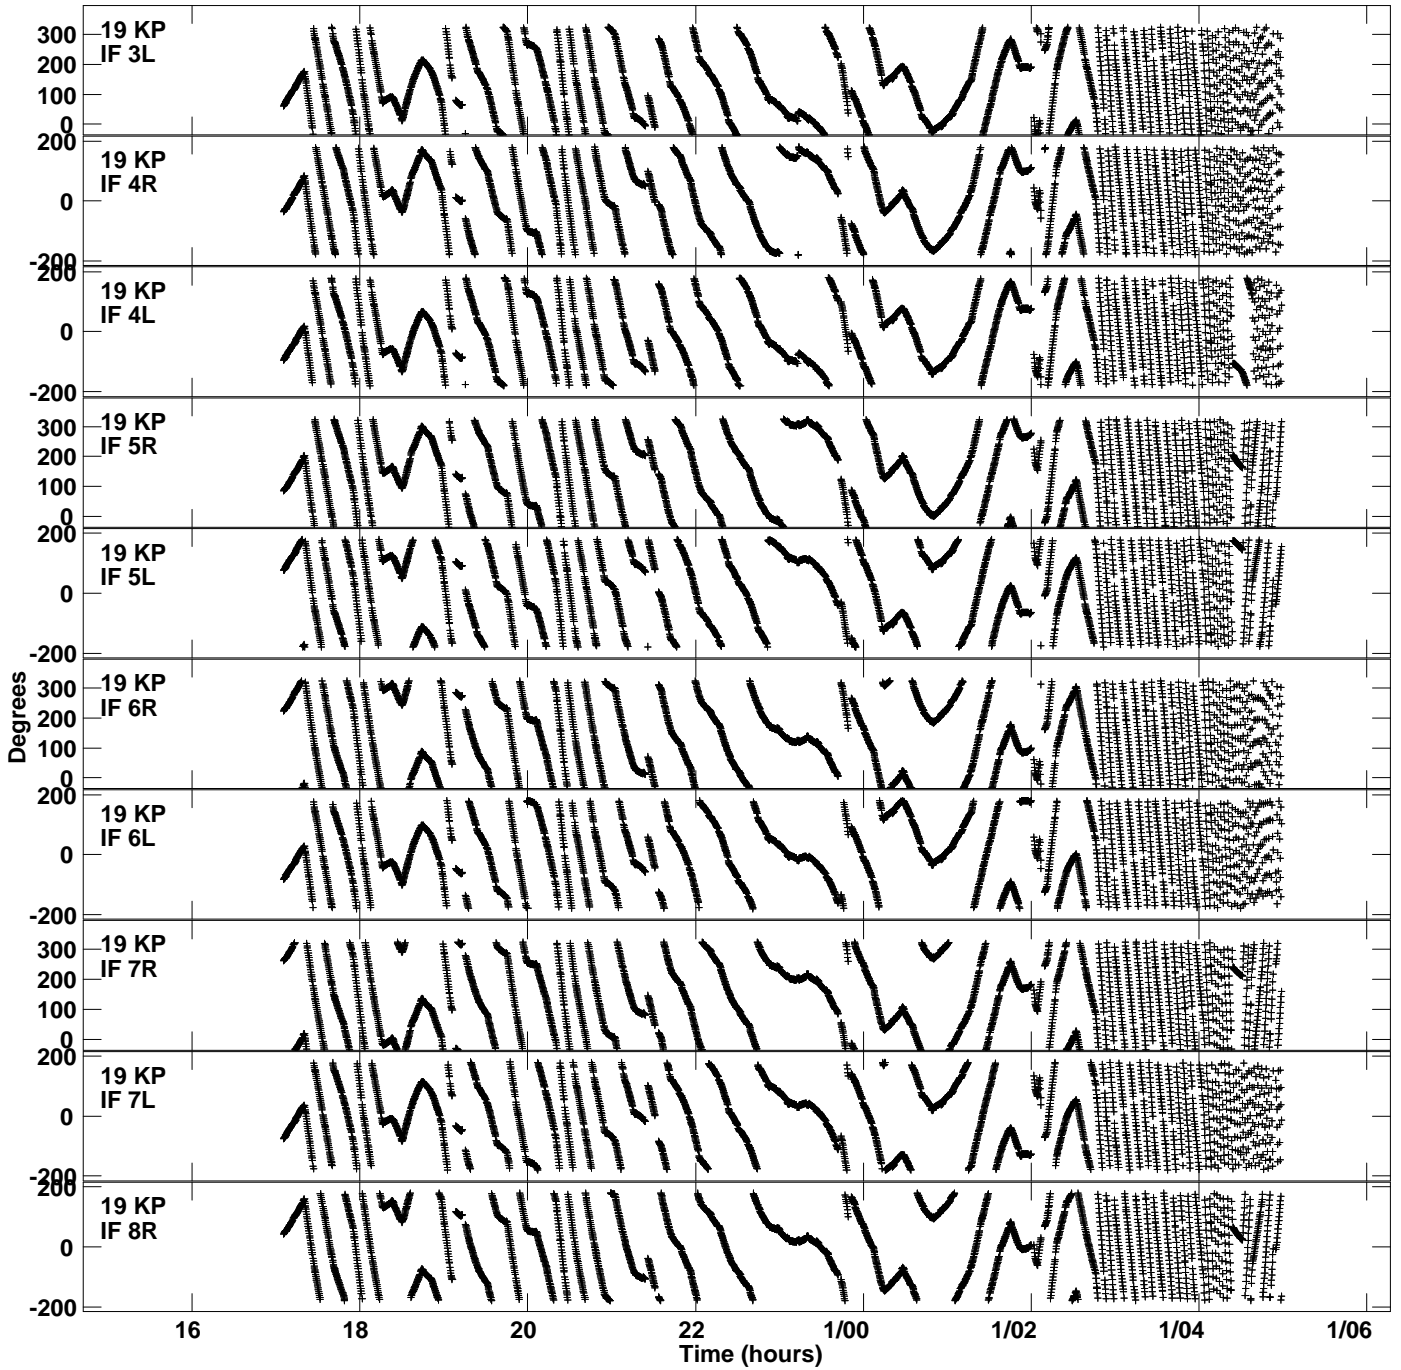 300
200
100
0
19 KP
IF 3L
200
0
-200
19 KP
IF 4R
200
0
-200
19 KP
IF 4L
300
200
100
0
19 KP
IF 5R
200
0
-200
19 KP
IF 5L
300
200
100
0
19 KP
IF 6R
200
0
-200
19 KP
IF 6L
300
200
100
0
19 KP
IF 7R
200
0
-200
19 KP
IF 7L
200
0
-200
19 KP
IF 8R
Degrees
16
18
20
22
1/00
1/02
1/04
1/06
Time (hours)